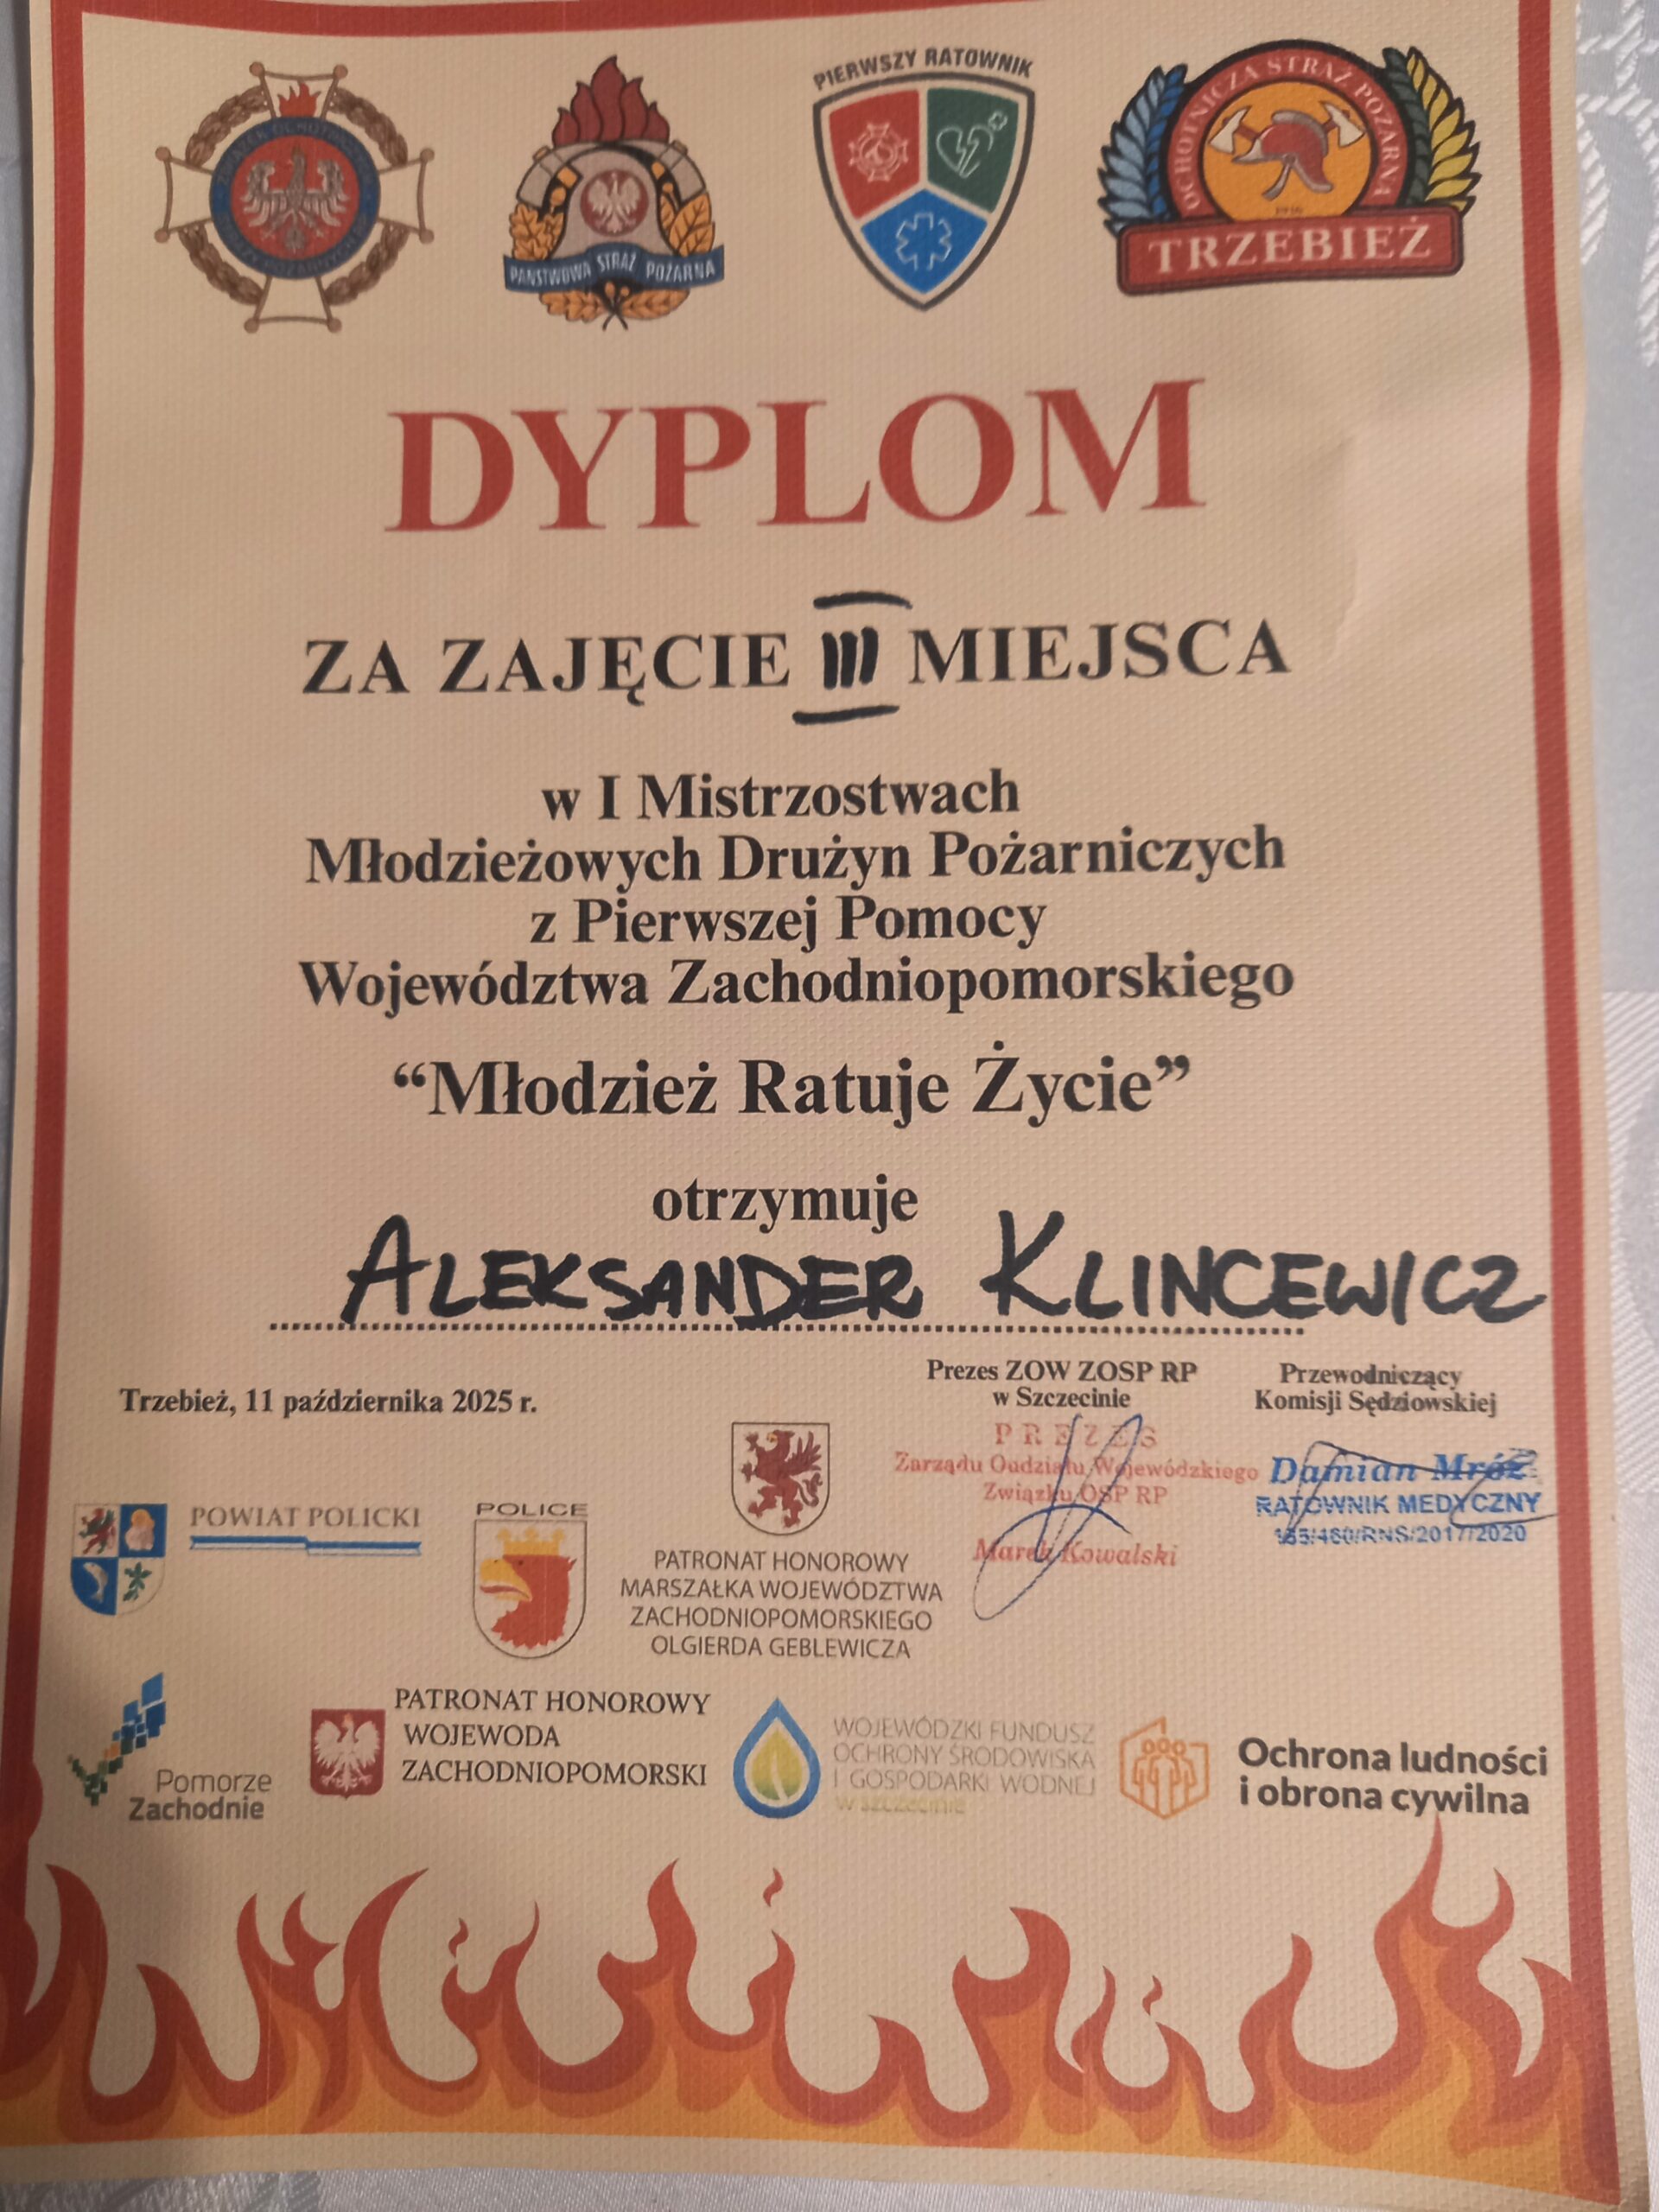 PIERWSZY RATOWNIK
OCHOTNICZA STRAŻ POŻARNA
PAŃSTWOWA STRAŻ POŻARNA
TRZEBIEŻ
DYPLOM
ZA ZAJĘCIE III MIEJSCA
w I Mistrzostwach
Młodzieżowych Drużyn Pożarniczych
z Pierwszej Pomocy
Województwa Zachodniopomorskiego
“Młodzież Ratuje Życie”
otrzymuje
ALEKSANDER KLINCEWICZ
Trzebież, 11 października 2025 r.
Prezes ZOW ZOSP RP
w Szczecinie
PREZES
Zarządu Oudziału Wojewódzkiego
Związku OSP RP
Marek Kowalski
Przewodniczący
Komisji Sędziowskiej
Damian Mróz
RATOWNIK MEDYCZNY
POWIAT POLICKI
POLICE
PATRONAT HONOROWY
MARSZAŁKA WOJEWÓDZTWA
ZACHODNIOPOMORSKIEGO
OLGIERDA GEBLEWICZA
Pomorze
Zachodnie
PATRONAT HONOROWY
WOJEWODA
ZACHODNIOPOMORSKI
WOJEWÓDZKI FUNDUSZ
OCHRONY ŚRODOWISKA
I GOSPODARKI WODNEJ
W SZCZECINIE
Ochrona ludności
i obrona cywilna